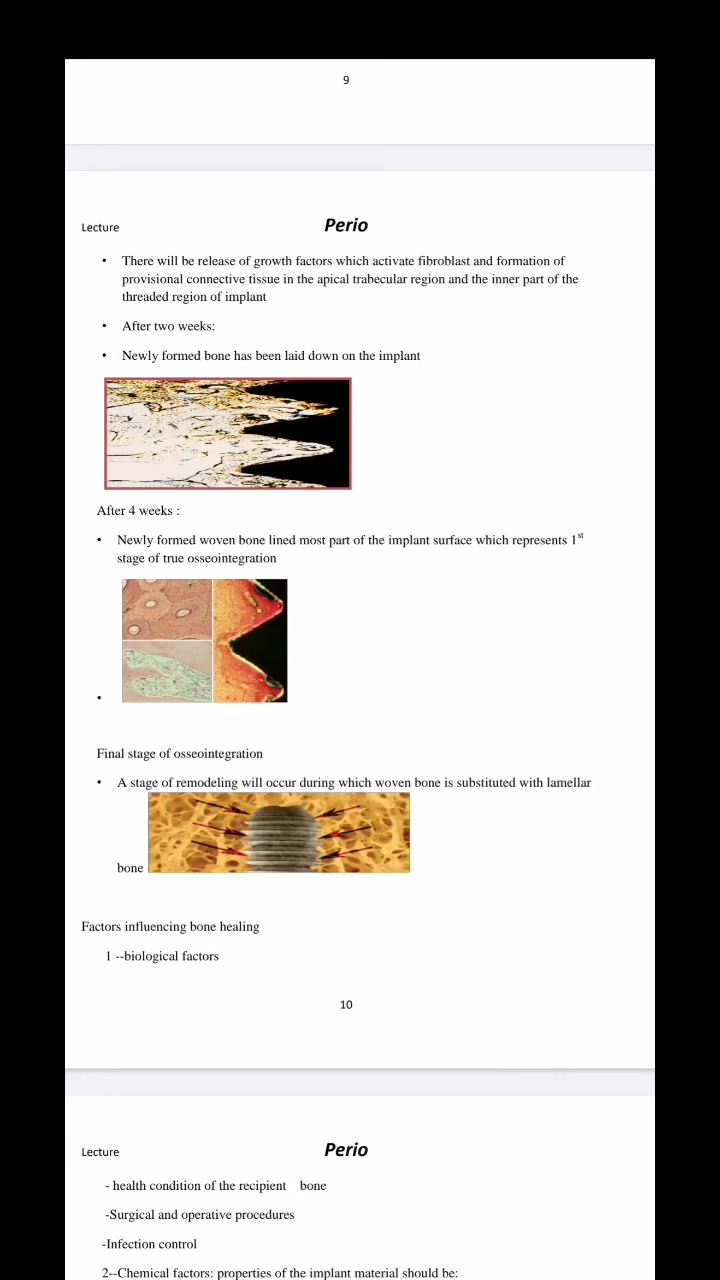 9
Lecture
Perio
• There will be release of growth factors which activate fibroblast and formation of
provisional connective tissue in the apical trabecular region and the inner part of the
threaded region of implant
• After two weeks:
• Newly formed bone has been laid down on the implant
After 4 weeks :
• Newly formed woven bone lined most part of the implant surface which represents 1st
stage of true osseointegration
•
Final stage of osseointegration
• A stage of remodeling will occur during which woven bone is substituted with lamellar
bone
Factors influencing bone healing
1 --biological factors
10
Lecture
Perio
- health condition of the recipient bone
-Surgical and operative procedures
-Infection control
2--Chemical factors: properties of the implant material should be: